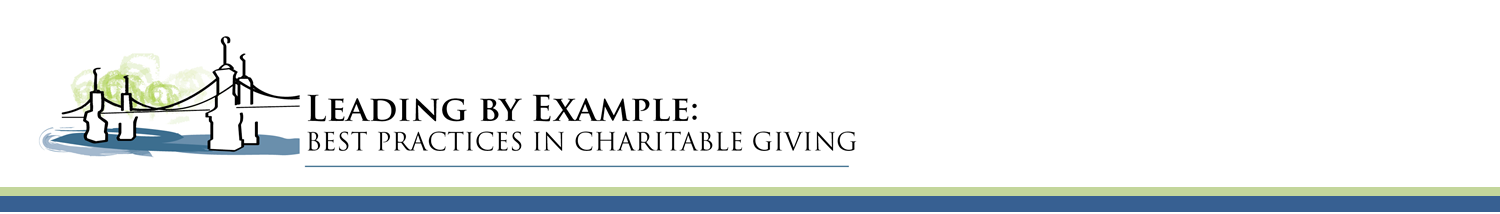 LEADING BY EXAMPLE:
BEST PRACTICES IN CHARITABLE GIVING